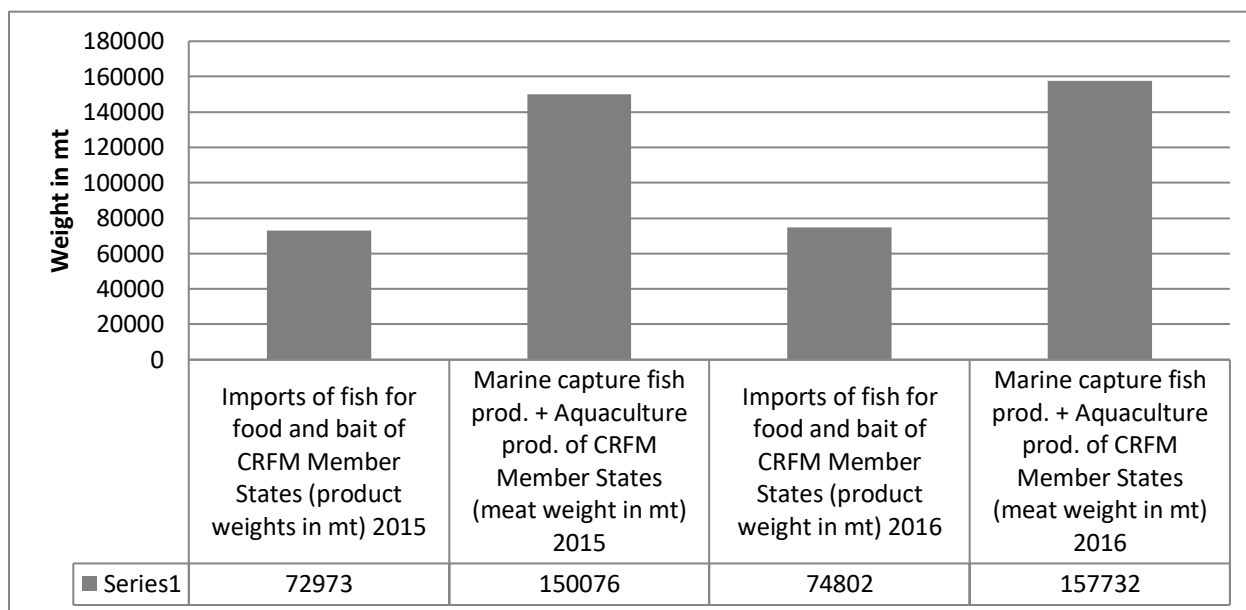 180000
160000
140000
120000
100000
80000
60000
40000
20000
0
Weight in mt
Imports of fish for
food and bait of
CRFM Member
States (product
weights in mt) 2015
Marine capture fish
prod. + Aquaculture
prod. of CRFM
Member States
(meat weight in mt)
2015
Imports of fish for
food and bait of
CRFM Member
States (product
weight in mt) 2016
Marine capture fish
prod. + Aquaculture
prod. of CRFM
Member States
(meat weight in mt)
2016
Series1 72973 150076 74802 157732